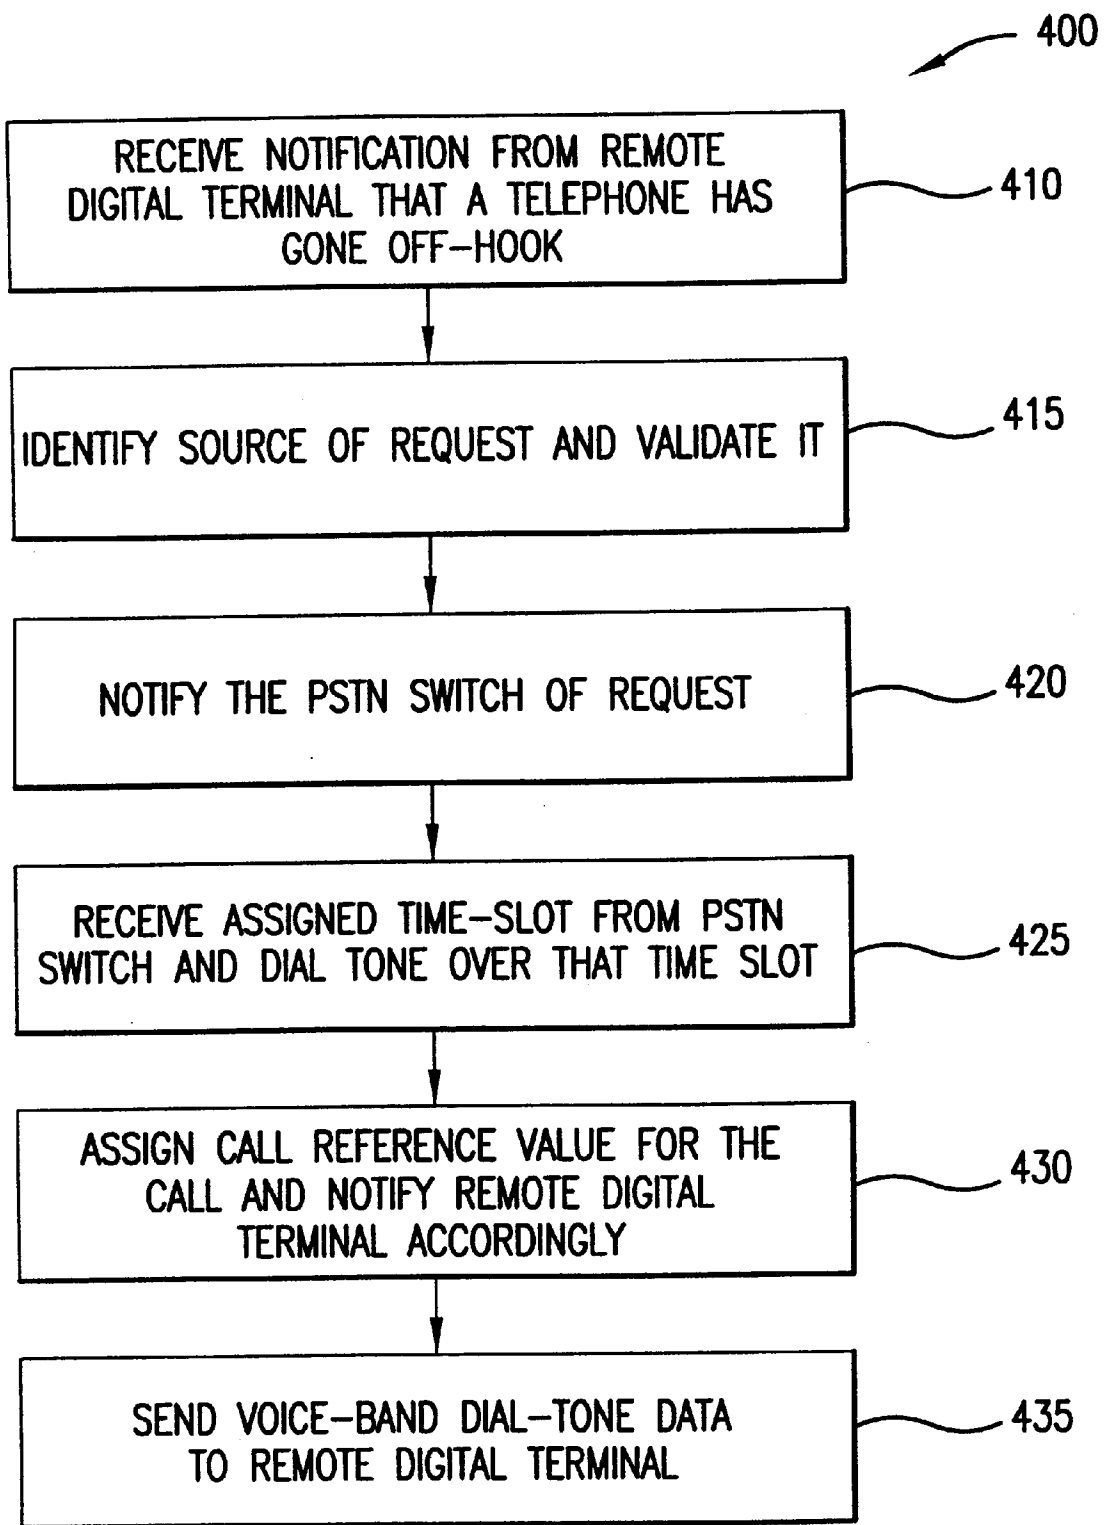 400
RECEIVE NOTIFICATION FROM REMOTE
DIGITAL TERMINAL THAT A TELEPHONE HAS
GONE OFF-HOOK
410
IDENTIFY SOURCE OF REQUEST AND VALIDATE IT
415
NOTIFY THE PSTN SWITCH OF REQUEST
420
RECEIVE ASSIGNED TIME-SLOT FROM PSTN
SWITCH AND DIAL TONE OVER THAT TIME SLOT
425
ASSIGN CALL REFERENCE VALUE FOR THE
CALL AND NOTIFY REMOTE DIGITAL
TERMINAL ACCORDINGLY
430
SEND VOICE-BAND DIAL-TONE DATA
TO REMOTE DIGITAL TERMINAL
435